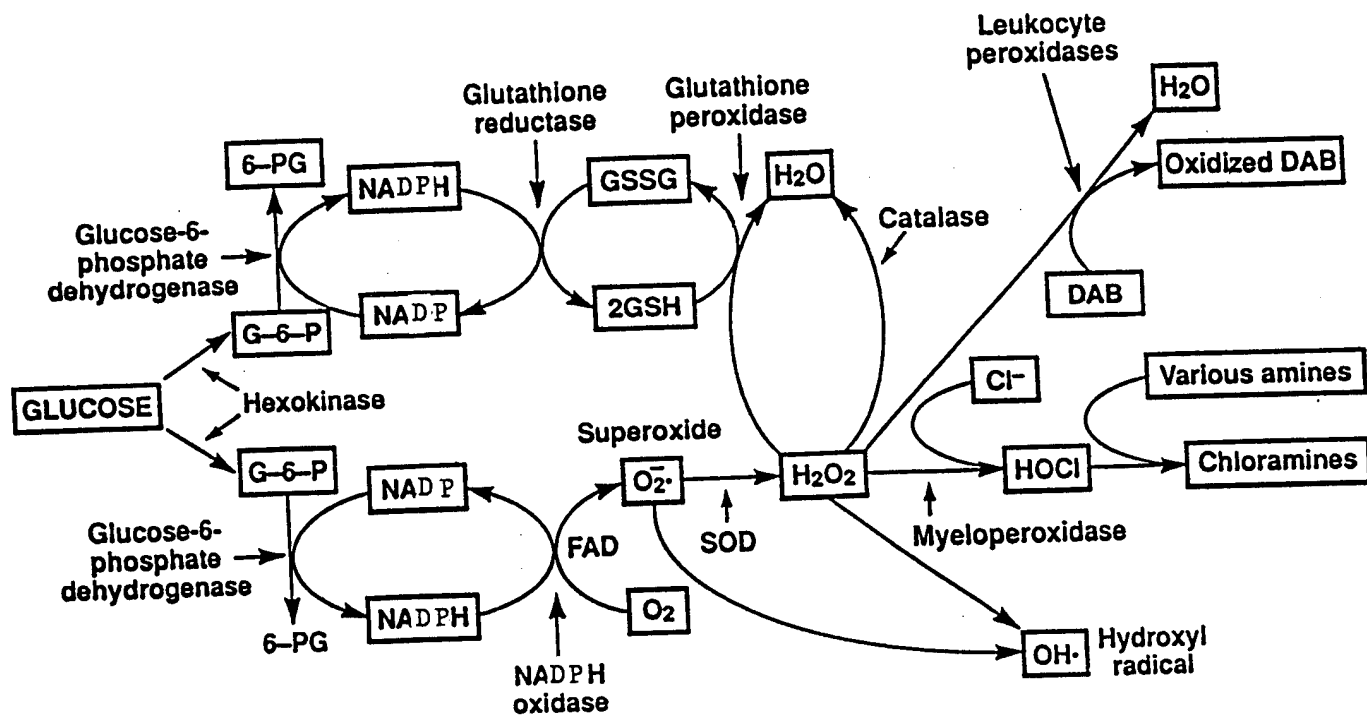 Leukocyte
peroxidases
H₂O
Glutathione
reductase
Glutathione
peroxidase
6–PG
NADPH
GSSG
H₂O
Oxidized DAB
Catalase
Glucose-6-
phosphate
dehydrogenase
DAB
G–6–P
NADP
2GSH
Cl⁻
Various amines
GLUCOSE
Hexokinase
Superoxide
G–6–P
NADP
O₂⁻·
H₂O₂
HOCl
Chloramines
Glucose-6-
phosphate
dehydrogenase
FAD
SOD
Myeloperoxidase
6–PG
NADPH
O₂
OH·
Hydroxyl
radical
NADPH
oxidase